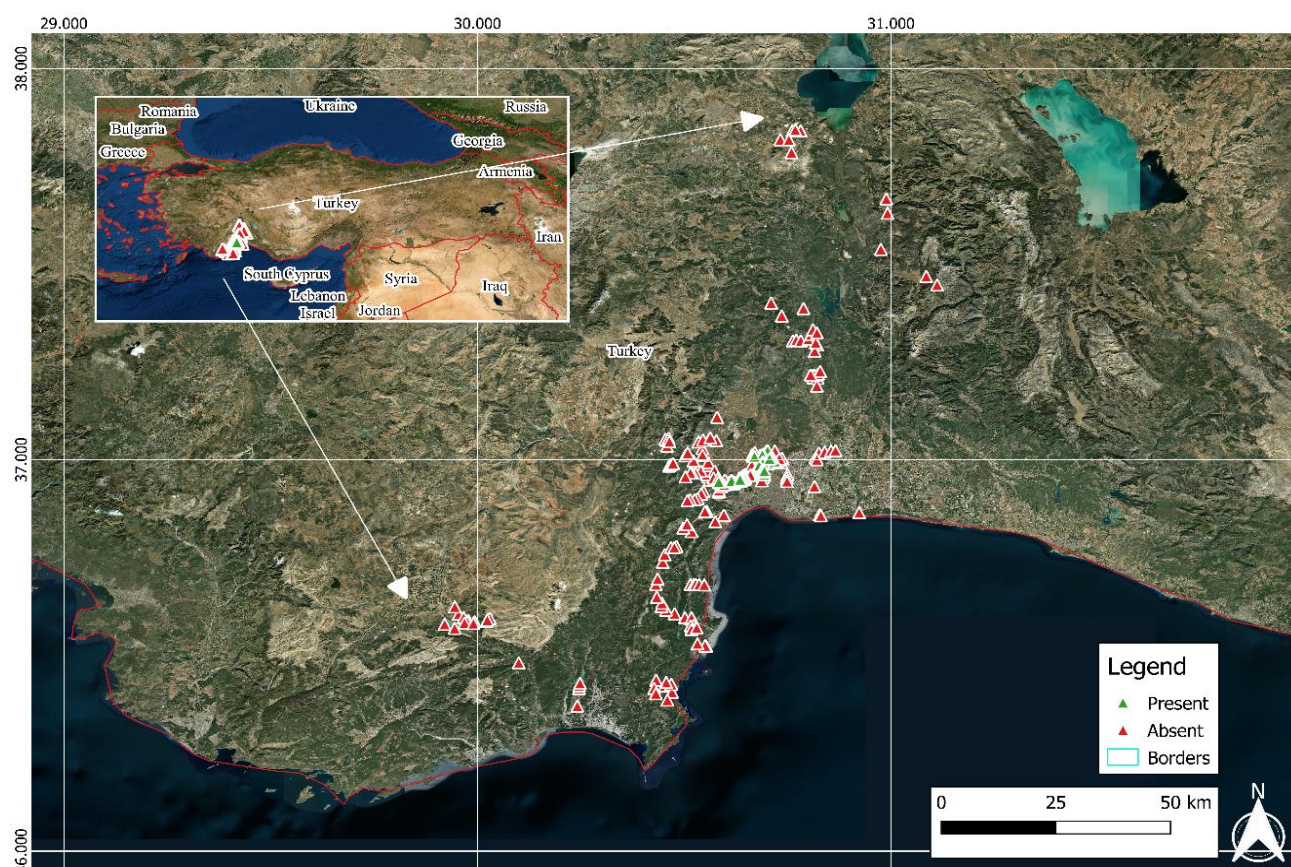 29.000
30.000
31.000
38.000
Romania
Ukraine
Russia
Bulgaria
Greece
Georgia
Armenia
Turkey
Iran
South Cyprus
Syria
Lebanon
Iraq
Israel
Jordan
Turkey
37.000
Legend
Present
Absent
Borders
0
25
50 km
N
36.000